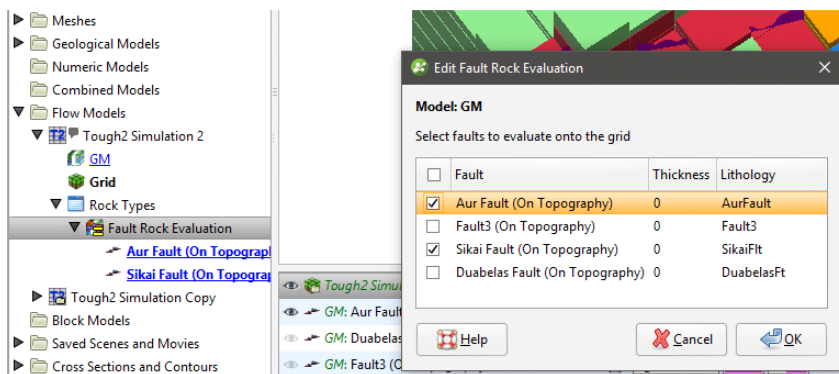 Meshes
Geological Models
Numeric Models
Combined Models
Flow Models
Tough2 Simulation 2
GM
Grid
Rock Types
Fault Rock Evaluation
Aur Fault (On Topograp
Sikai Fault (On Topograp
Tough2 Simulation Copy
Block Models
Saved Scenes and Movies
Cross Sections and Contours
Tough2 Simu
GM: Aur Fault
GM: Duabelas
GM: Fault3 (O
Edit Fault Rock Evaluation
Model: GM
Select faults to evaluate onto the grid
Fault Thickness Lithology
Aur Fault (On Topography) 0 AurFault
Fault3 (On Topography) 0 Fault3
Sikai Fault (On Topography) 0 SikaiFlt
Duabelas Fault (On Topography) 0 DuabelasFt
Help Cancel OK